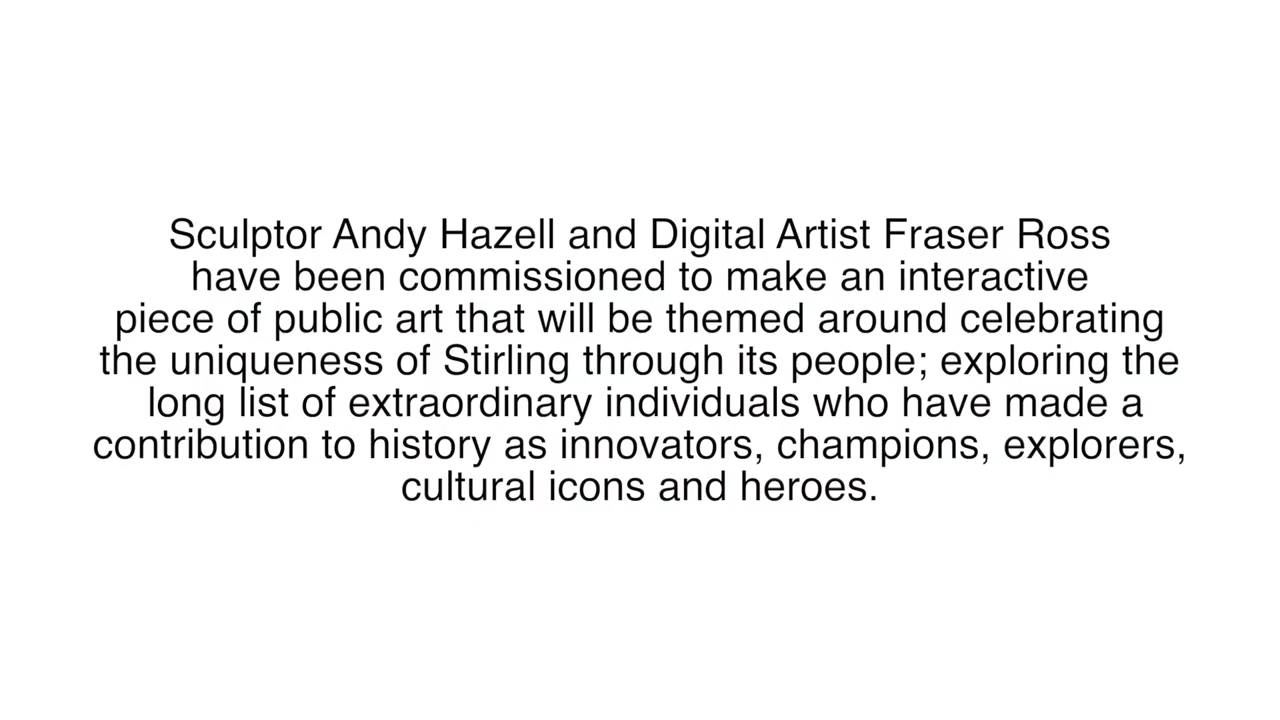 Sculptor Andy Hazell and Digital Artist Fraser Ross
have been commissioned to make an interactive
piece of public art that will be themed around celebrating
the uniqueness of Stirling through its people; exploring the
long list of extraordinary individuals who have made a
contribution to history as innovators, champions, explorers,
cultural icons and heroes.